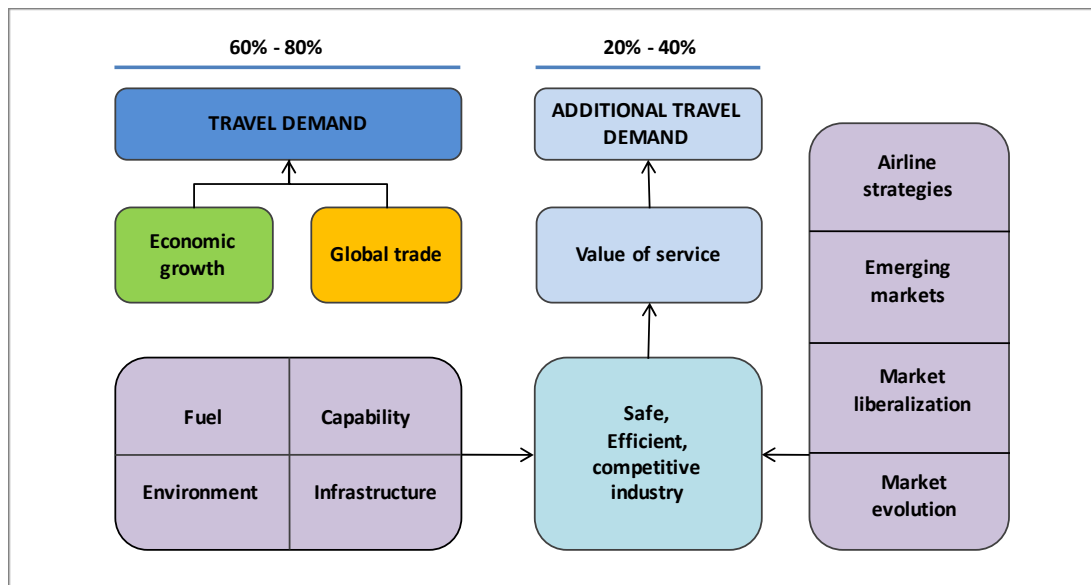 60% - 80%
20% - 40%
TRAVEL DEMAND
ADDITIONAL TRAVEL
DEMAND
Economic
growth
Global trade
Value of service
Fuel
Capability
Environment
Infrastructure
Safe,
Efficient,
competitive
industry
Airline
strategies
Emerging
markets
Market
liberalization
Market
evolution